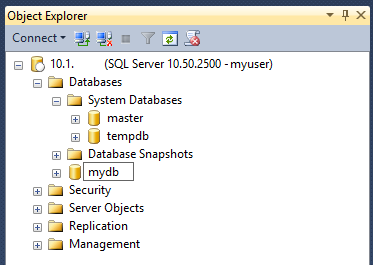 Object Explorer
Connect
10.1. (SQL Server 10.50.2500 - myuser)
Databases
System Databases
master
tempdb
Database Snapshots
mydb
Security
Server Objects
Replication
Management